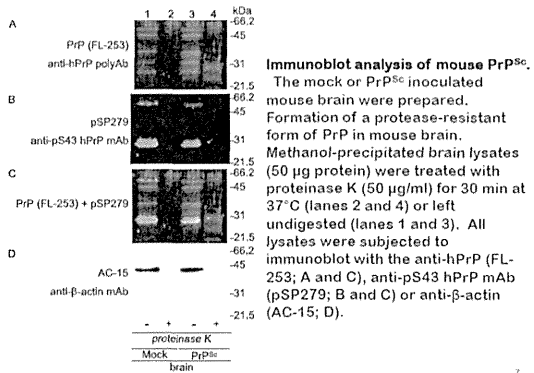 1 2 3 4 kDa
A
-66.2
-45
PrP (FL-253)
anti-hPrP polyAb
-31
-21.5
B
-66.2
-45
pSP279
anti-pS43 hPrP mAb
-31
-21.5
C
-66.2
-45
PrP (FL-253) + pSP279
-31
-21.5
D
-66.2
-45
AC-15
anti-β-actin mAb
-31
-21.5
- + - +
proteinase K
Mock PrPSc
brain
Immunoblot analysis of mouse PrPSc.
The mock or PrPSc inoculated
mouse brain were prepared.
Formation of a protease-resistant
form of PrP in mouse brain.
Methanol-precipitated brain lysates
(50 µg protein) were treated with
proteinase K (50 µg/ml) for 30 min at
37°C (lanes 2 and 4) or left
undigested (lanes 1 and 3). All
lysates were subjected to
immunoblot with the anti-hPrP (FL-
253; A and C), anti-pS43 hPrP mAb
(pSP279; B and C) or anti-β-actin
(AC-15; D).